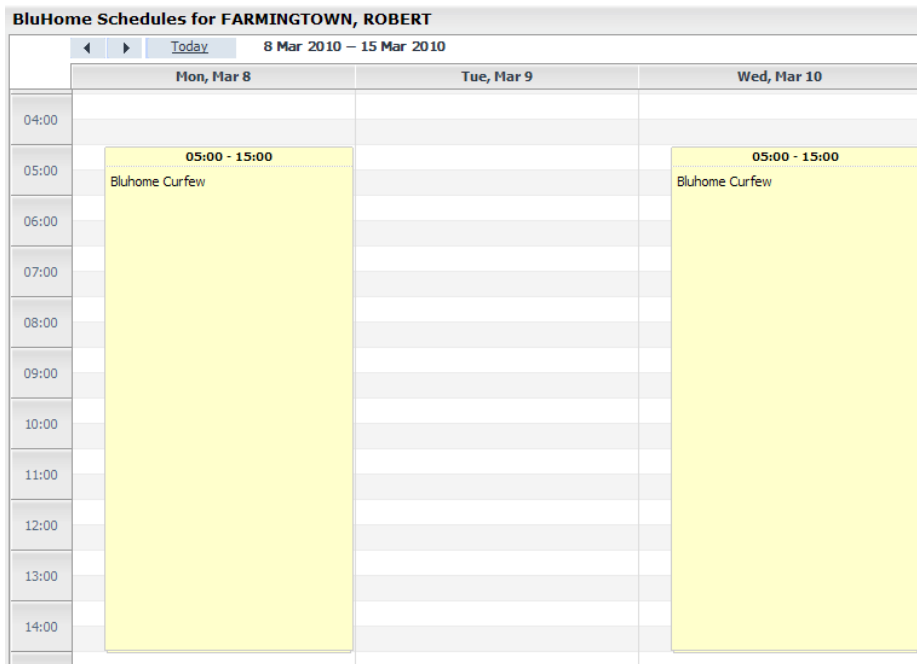 BluHome Schedules for FARMINGTOWN, ROBERT
Today 8 Mar 2010 – 15 Mar 2010
Mon, Mar 8 Tue, Mar 9 Wed, Mar 10
04:00
05:00 - 15:00 05:00 - 15:00
05:00
Bluhome Curfew Bluhome Curfew
06:00
07:00
08:00
09:00
10:00
11:00
12:00
13:00
14:00